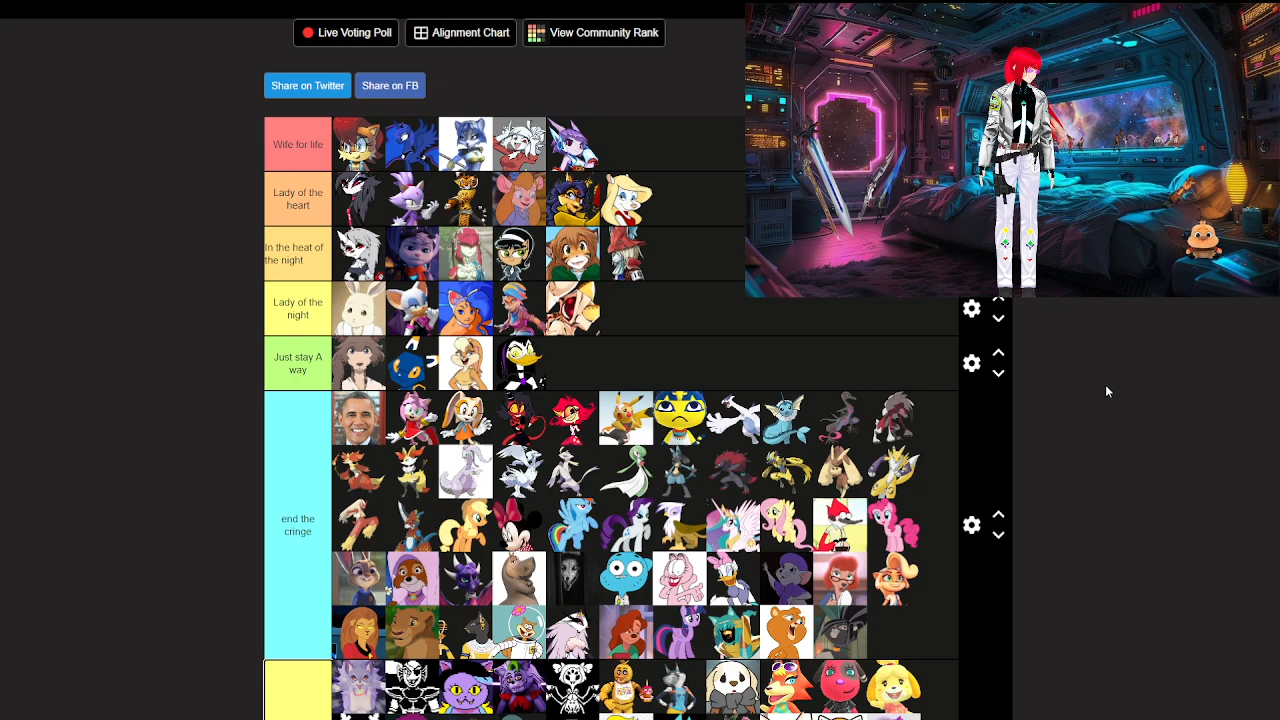 Live Voting Poll
Alignment Chart
View Community Rank
Share on Twitter
Share on FB
Wife for life
Lady of the
heart
In the heat of
the night
Lady of the
night
Just stay A
way
end the
cringe